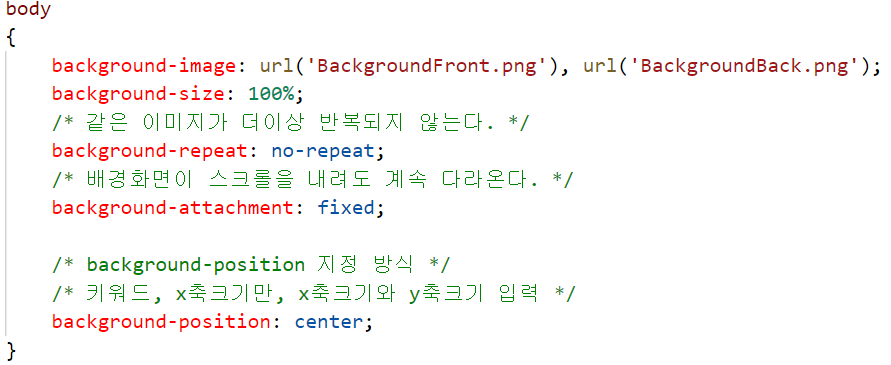 body
{
background-image: url('BackgroundFront.png'), url('BackgroundBack.png');
background-size: 100%;
/* 같은 이미지가 더이상 반복되지 않는다. */
background-repeat: no-repeat;
/* 배경화면이 스크롤을 내려도 계속 다라온다. */
background-attachment: fixed;
/* background-position 지정 방식 */
/* 키워드, x축크기만, x축크기와 y축크기 입력 */
background-position: center;
}